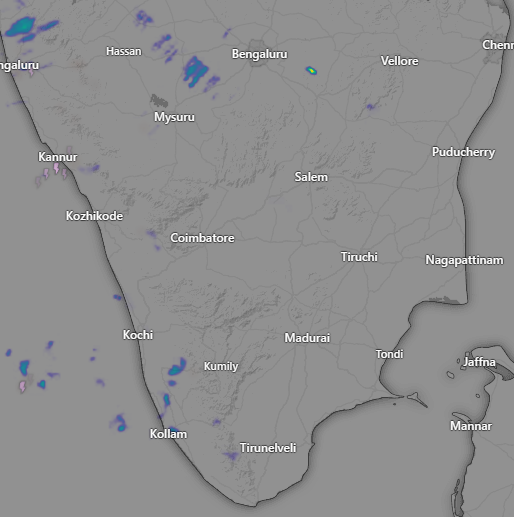 Hassan
Bengaluru
Chenn
ngaluru
Vellore
Mysuru
Kannur
Puducherry
Salem
Kozhikode
Coimbatore
Tiruchi
Nagapattinam
Kochi
Madurai
Tondi
Kumily
Jaffna
Kollam
Mannar
Tirunelveli